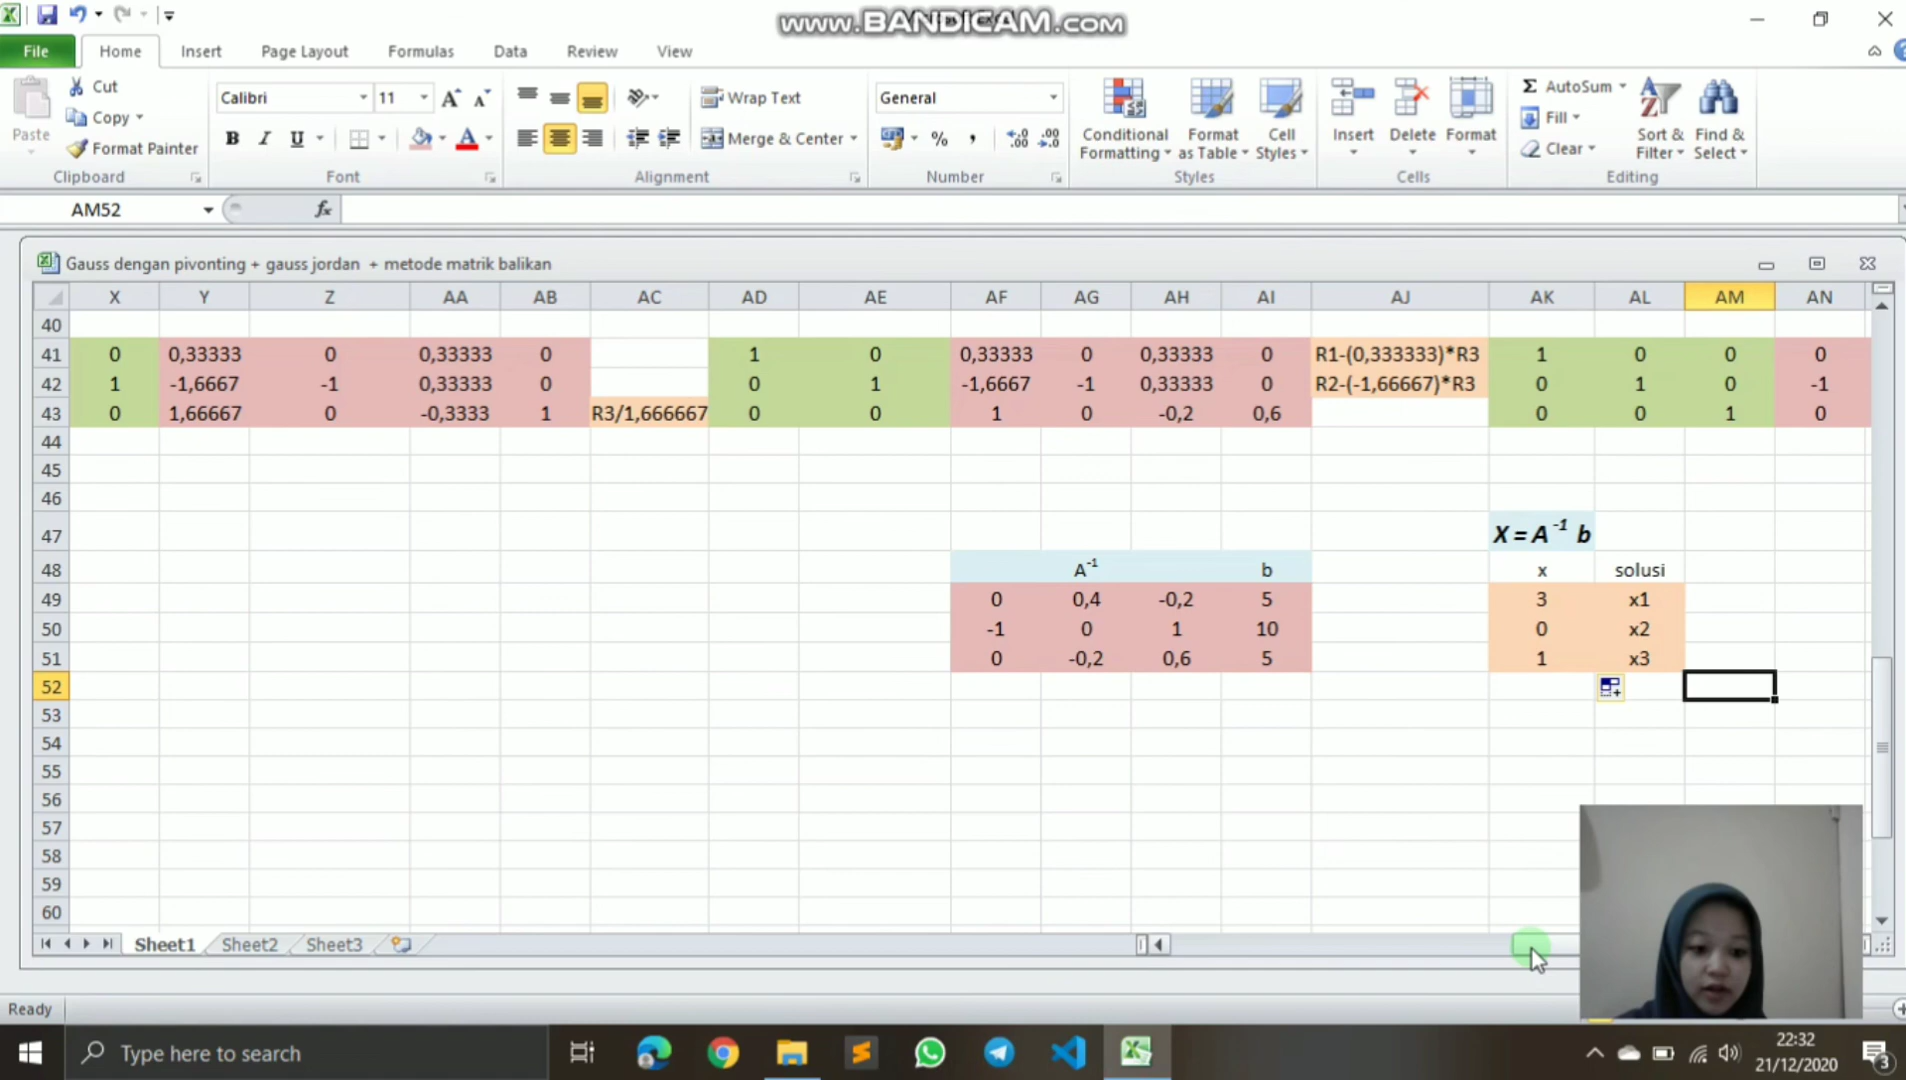 www.BANDICAM.com
File Home Insert Page Layout Formulas Data Review View
Cut
Copy
Format Painter
Paste
Clipboard
Calibri 11
B I U
Font
Wrap Text
Merge & Center
Alignment
General
%
Number
Conditional Formatting
Format as Table
Cell Styles
Styles
Insert Delete Format
Cells
Σ AutoSum
Fill
Clear
Sort & Filter
Find & Select
Editing
AM52 fx
Gauss dengan pivonting + gauss jordan + metode matrik balikan
X Y Z AA AB AC AD AE AF AG AH AI AJ AK AL AM AN
40
41 0 0,33333 0 0,33333 0 1 0 0,33333 0 0,33333 0 R1-(0,333333)*R3 1 0 0 0
42 1 -1,6667 -1 0,33333 0 0 1 -1,6667 -1 0,33333 0 R2-(-1,66667)*R3 0 1 0 -1
43 0 1,66667 0 -0,3333 1 R3/1,666667 0 0 1 0 -0,2 0,6 0 0 1 0
44
45
46
47 X = A⁻¹ b
48 A⁻¹ b x solusi
49 0 0,4 -0,2 5 3 x1
50 -1 0 1 10 0 x2
51 0 -0,2 0,6 5 1 x3
52
53
54
55
56
57
58
59
60
Sheet1 Sheet2 Sheet3
Ready
Type here to search
22:32
21/12/2020
3